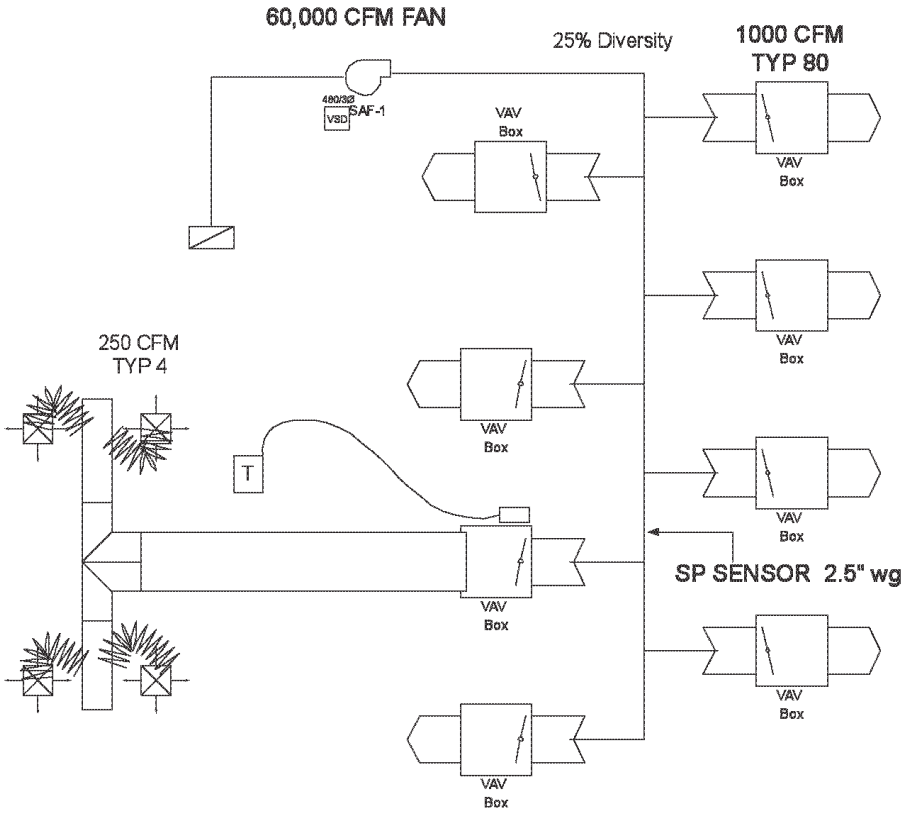 60,000 CFM FAN
25% Diversity
1000 CFM
TYP 80
480/3Ø
VSD
SAF-1
VAV
Box
VAV
Box
VAV
Box
250 CFM
TYP 4
VAV
Box
T
VAV
Box
SP SENSOR 2.5" wg
VAV
Box
VAV
Box
VAV
Box